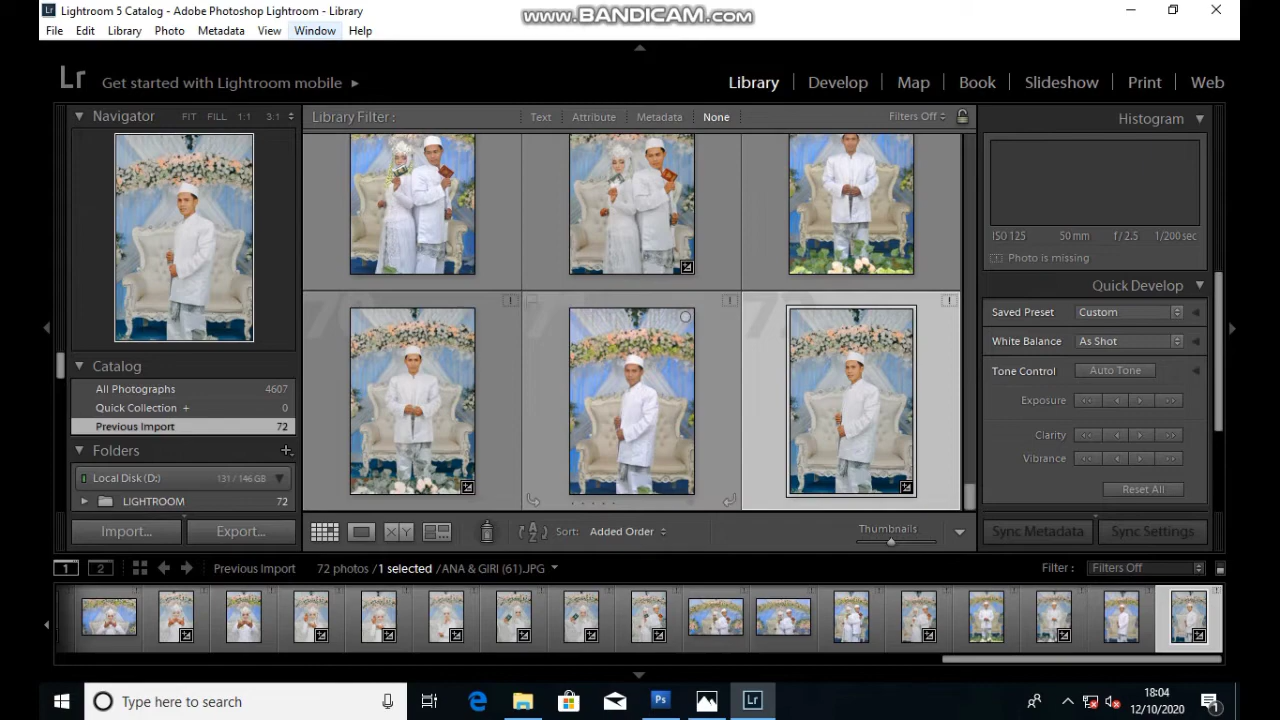 Lightroom 5 Catalog - Adobe Photoshop Lightroom - Library
www.BANDICAM.com
File Edit Library Photo Metadata View Window Help
Lr Get started with Lightroom mobile
Library Develop Map Book Slideshow Print Web
Navigator FIT FILL 1:1 3:1
Library Filter : Text Attribute Metadata None Filters Off
Histogram
ISO 125 50 mm f / 2.5 1/200 sec
Photo is missing
Quick Develop
Saved Preset Custom
White Balance As Shot
Tone Control Auto Tone
Exposure
Clarity
Vibrance
Reset All
Catalog
All Photographs 4607
Quick Collection + 0
Previous Import 72
Folders
Local Disk (D:) 131 / 146 GB
LIGHTROOM 72
Import... Export...
Sort: Added Order
Thumbnails
Sync Metadata Sync Settings
1 2 Previous Import 72 photos / 1 selected / ANA & GIRI (61).JPG
Filter : Filters Off
Type here to search
Ps
Lr
18:04
12/10/2020
1